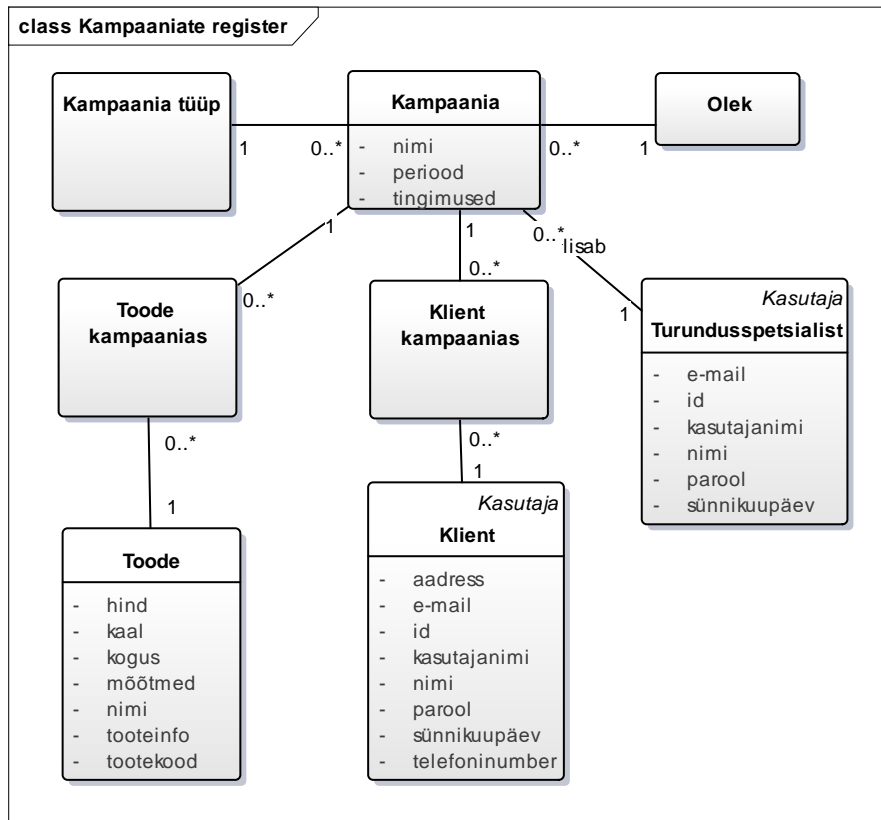 class Kampaaniate register
Kampaania tüüp
Kampaania
- nimi
- periood
- tingimused
Olek
1
0..*
0..*
1
1
0..*
1
0..*
0..*
lisab
1
Toode
kampaanias
Klient
kampaanias
Kasutaja
Turundusspetsialist
- e-mail
- id
- kasutajanimi
- nimi
- parool
- sünnikuupäev
0..*
1
0..*
1
Toode
- hind
- kaal
- kogus
- mõõtmed
- nimi
- tooteinfo
- tootekood
Kasutaja
Klient
- aadress
- e-mail
- id
- kasutajanimi
- nimi
- parool
- sünnikuupäev
- telefoninumber